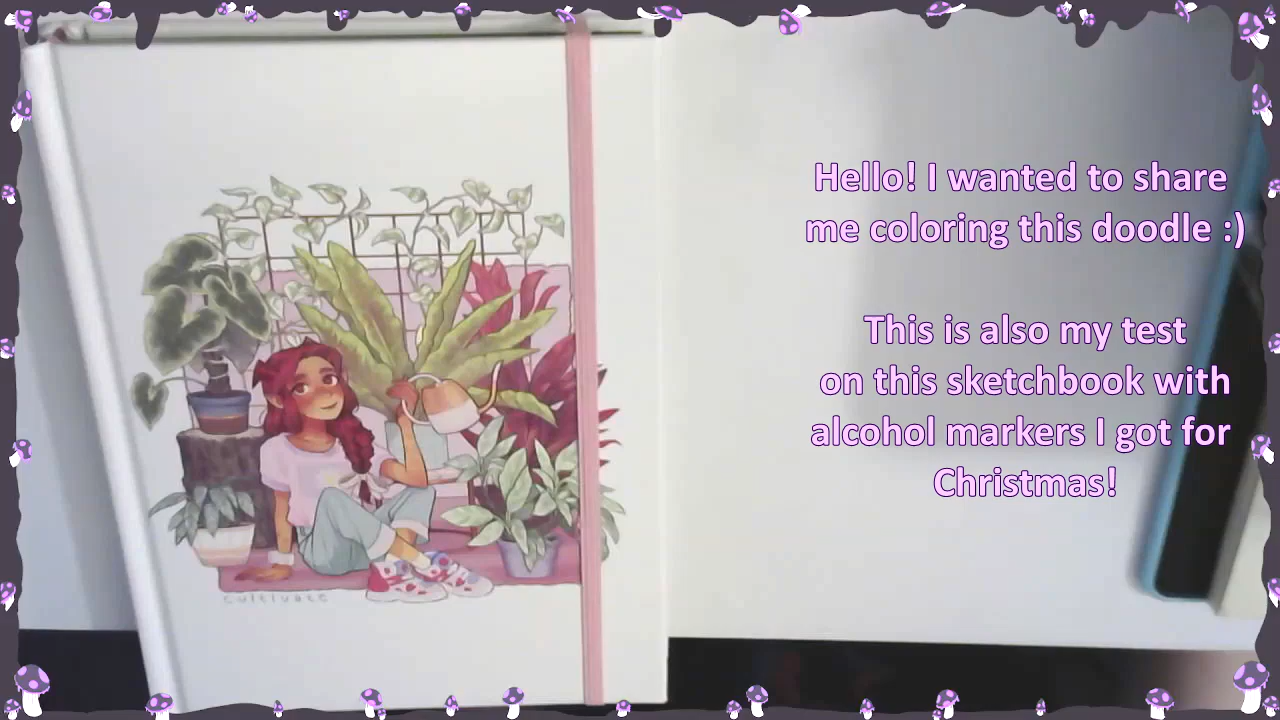 Hello! I wanted to share
me coloring this doodle :)
This is also my test
on this sketchbook with
alcohol markers I got for
Christmas!
cultivate